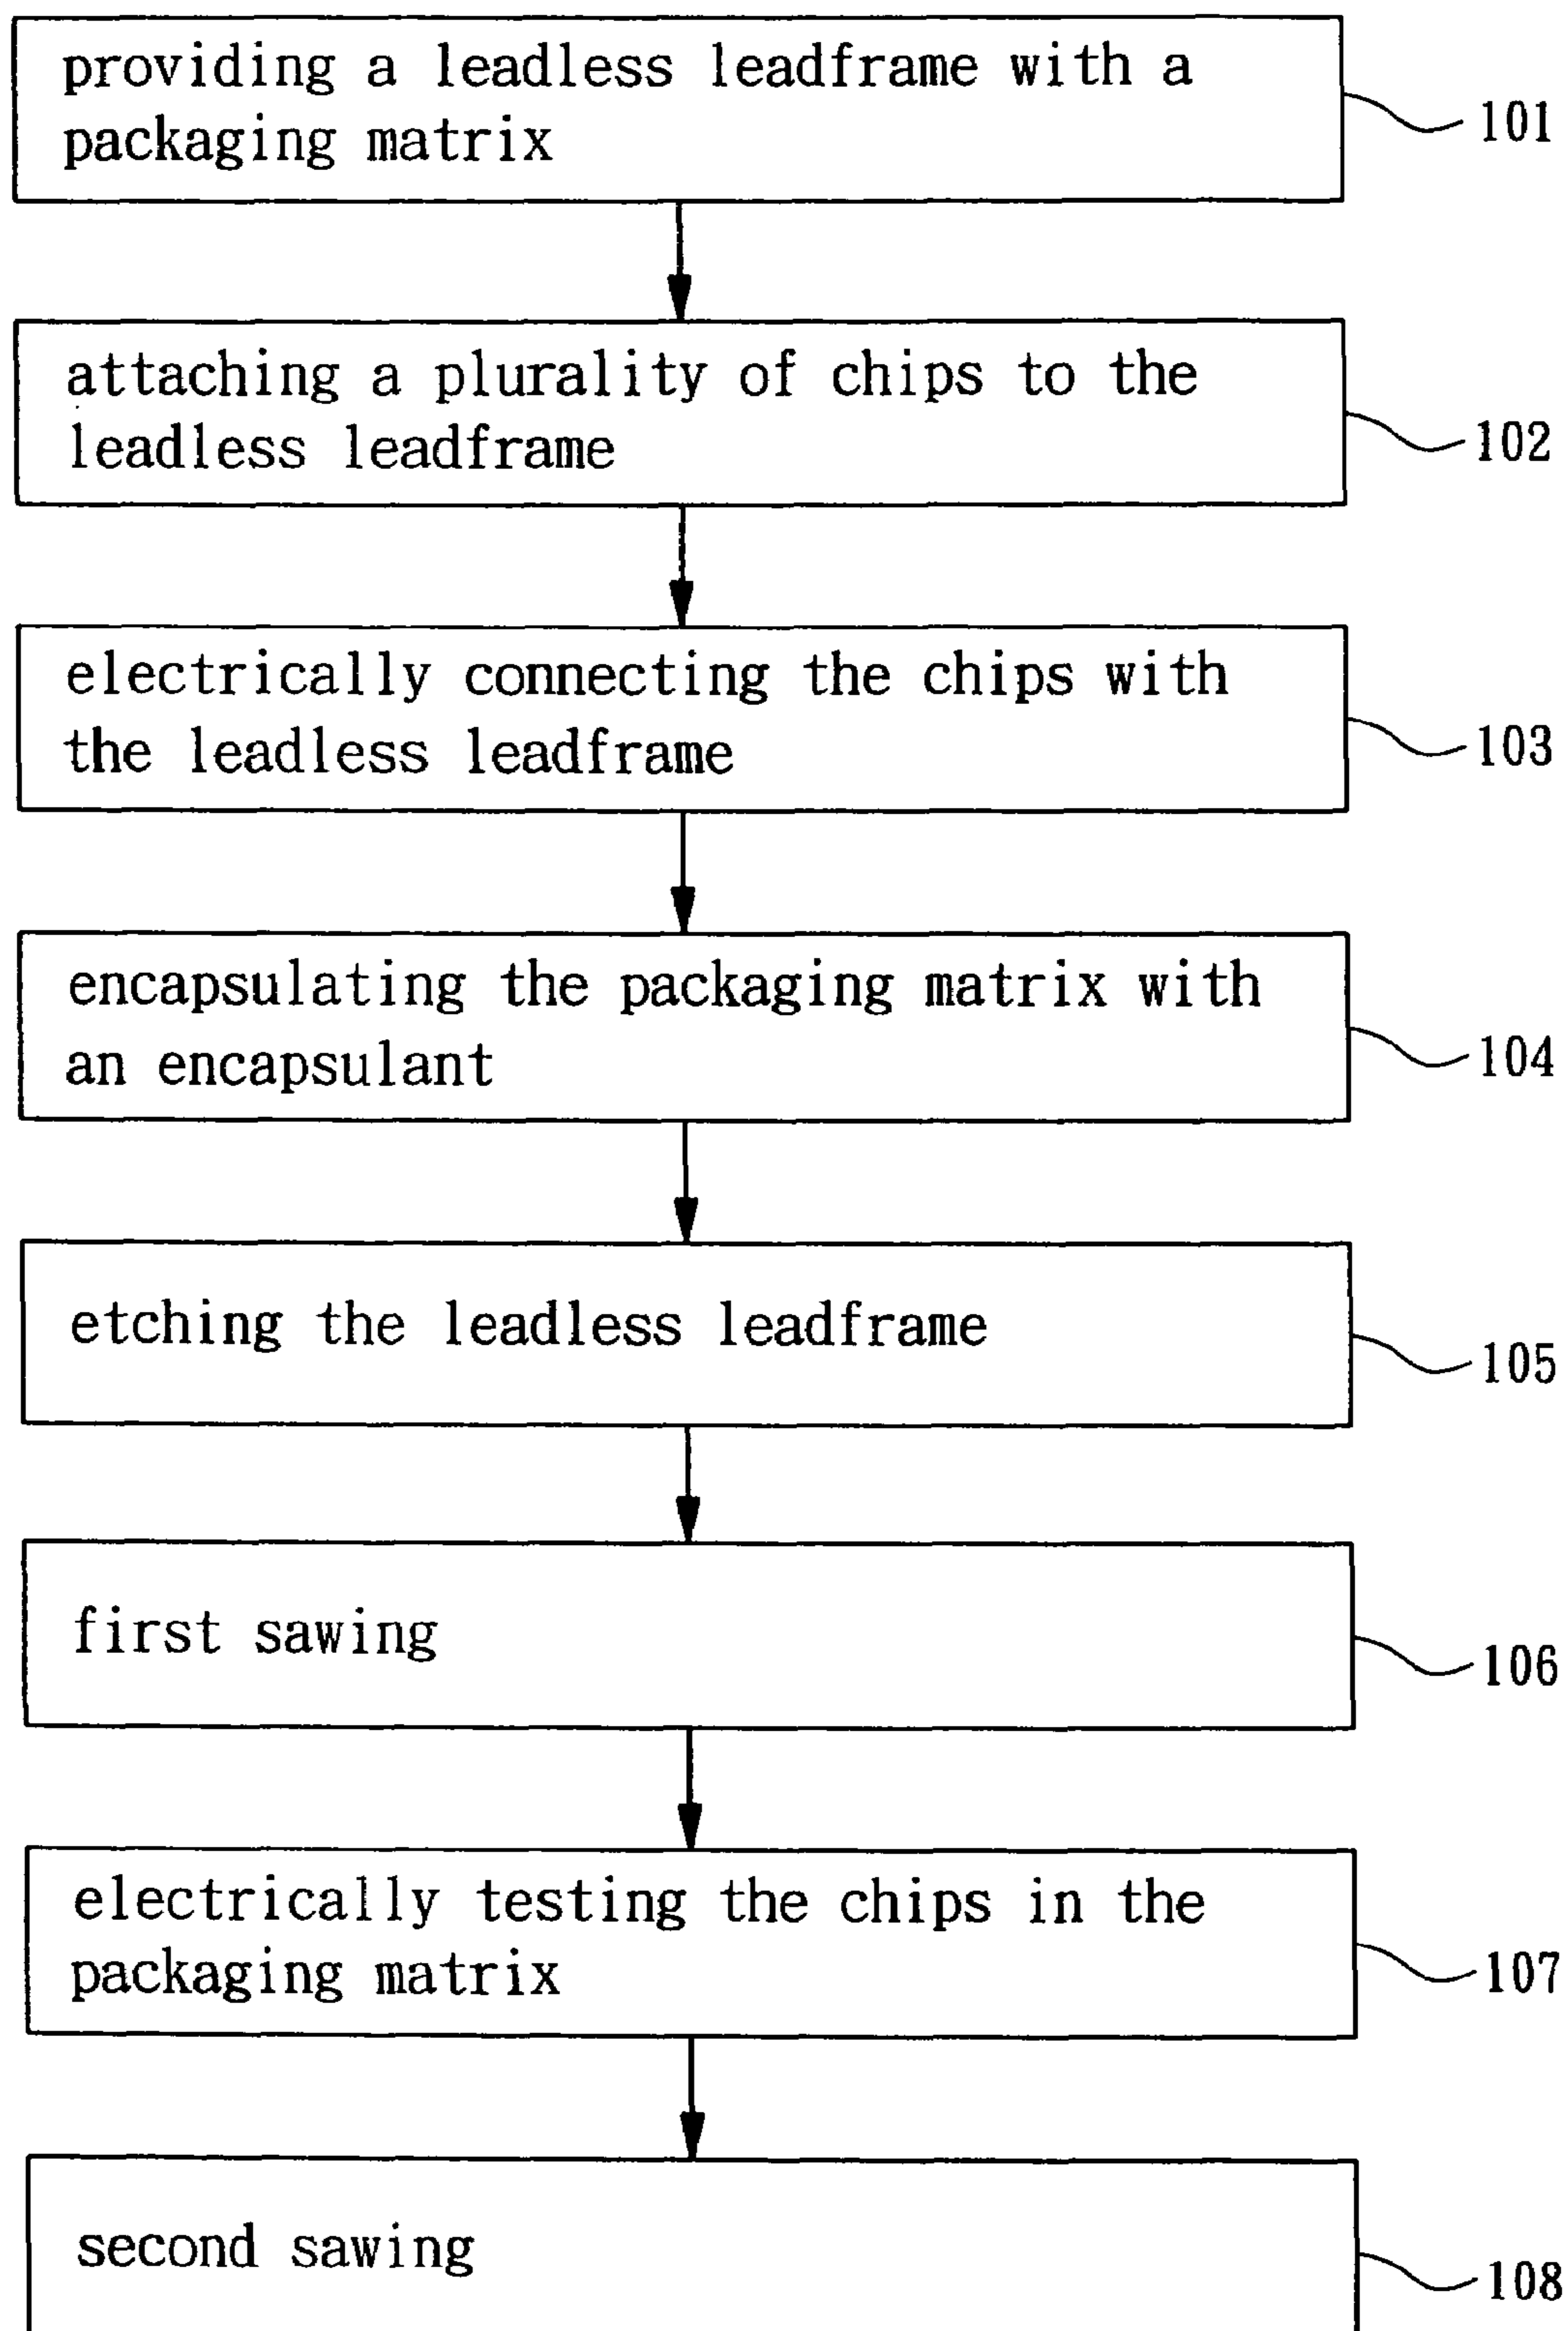 providing a leadless leadframe with a
packaging matrix
101
attaching a plurality of chips to the
leadless leadframe
102
electrically connecting the chips with
the leadless leadframe
103
encapsulating the packaging matrix with
an encapsulant
104
etching the leadless leadframe
105
first sawing
106
electrically testing the chips in the
packaging matrix
107
second sawing
108